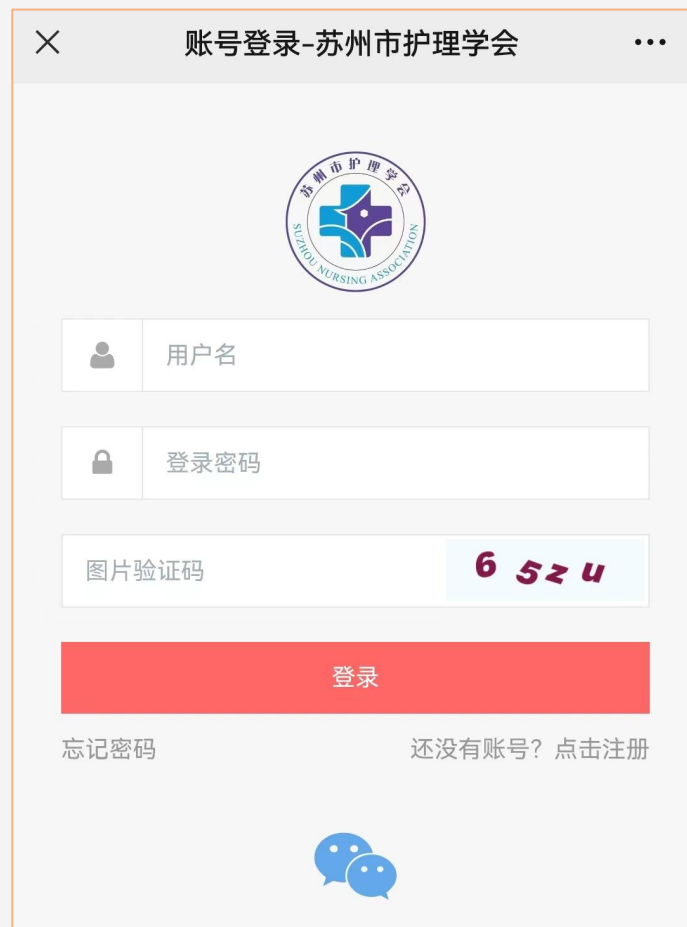 账号登录-苏州市护理学会
苏州市护理学会
SUZHOU NURSING ASSOCIATION
用户名
登录密码
图片验证码
65zu
登录
忘记密码
还没有账号？点击注册